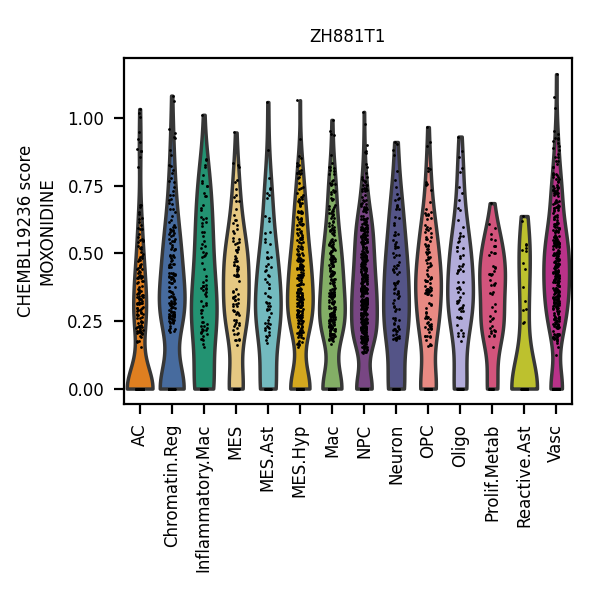 ZH881T1
CHEMBL19236 score
MOXONIDINE
1.00
0.75
0.50
0.25
0.00
AC
Chromatin.Reg
Inflammatory.Mac
MES
MES.Ast
MES.Hyp
Mac
NPC
Neuron
OPC
Oligo
Prolif.Metab
Reactive.Ast
Vasc